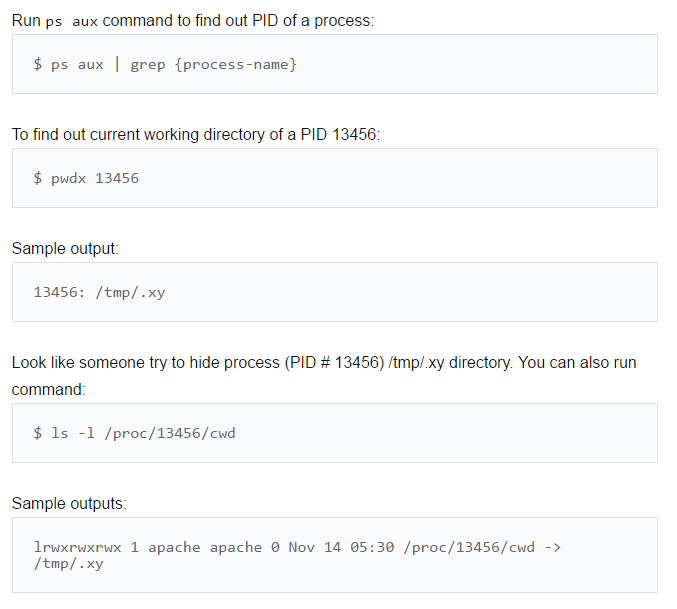 Run ps aux command to find out PID of a process:
$ ps aux | grep {process-name}
To find out current working directory of a PID 13456:
$ pwdx 13456
Sample output:
13456: /tmp/.xy
Look like someone try to hide process (PID # 13456) /tmp/.xy directory. You can also run
command:
$ ls -l /proc/13456/cwd
Sample outputs:
lrwxrwxrwx 1 apache apache 0 Nov 14 05:30 /proc/13456/cwd ->
/tmp/.xy